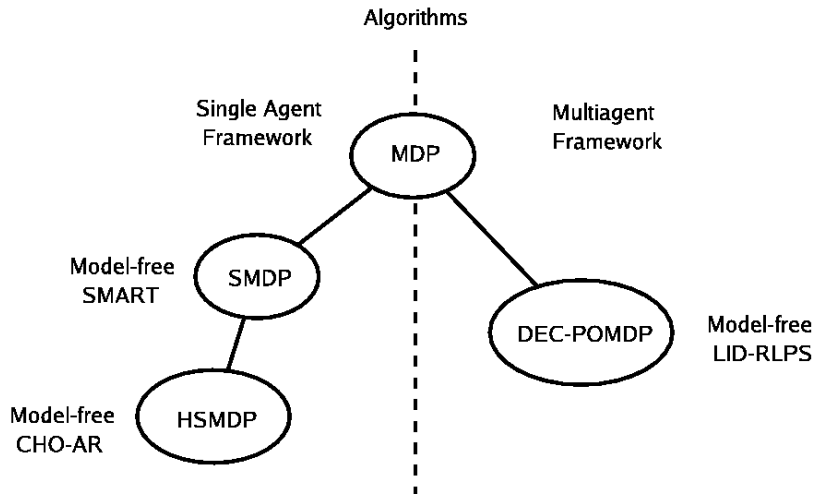 Algorithms
Single Agent
Framework
Multiagent
Framework
MDP
Model-free
SMART
SMDP
DEC-POMDP
Model-free
LID-RLPS
Model-free
CHO-AR
HSMDP